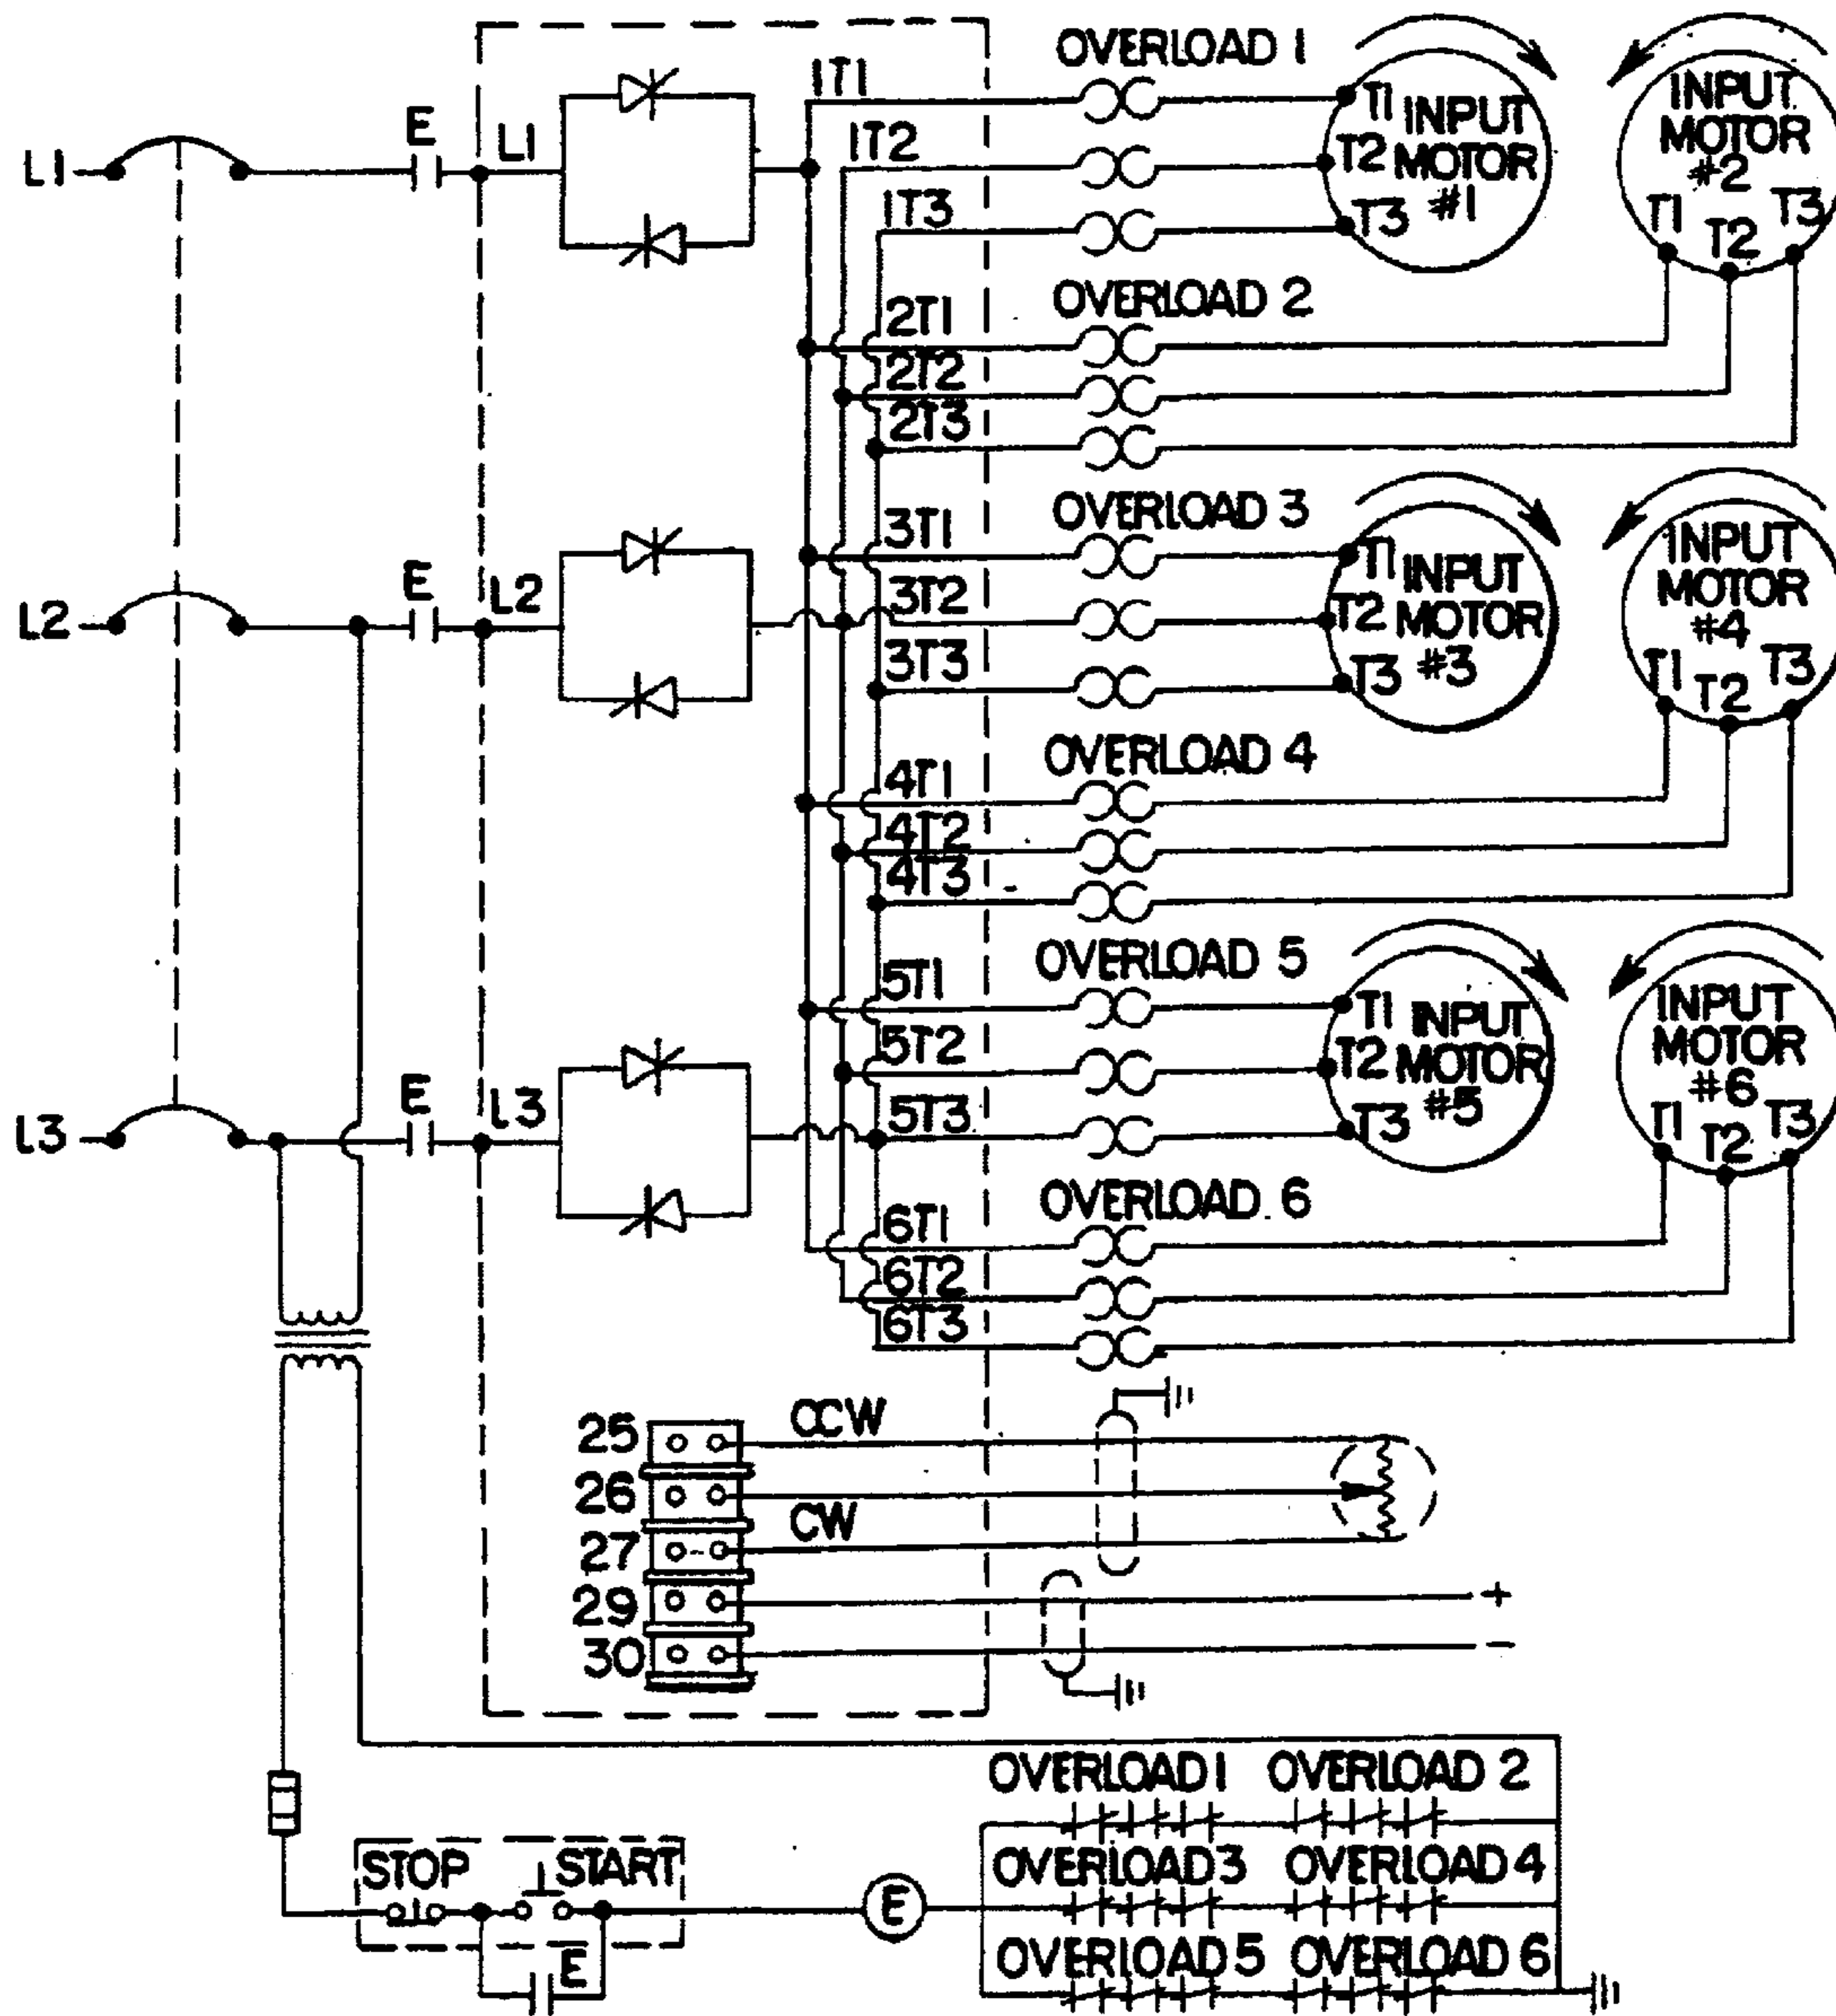 OVERLOAD 1
1T1
E
L1
L1
1T2
1T3
T1
T2
T3
INPUT
MOTOR
#1
INPUT
MOTOR
#2
T1
T2
T3
OVERLOAD 2
2T1
2T2
2T3
OVERLOAD 3
3T1
3T2
3T3
E
L2
L2
T1
T2
T3
INPUT
MOTOR
#3
INPUT
MOTOR
#4
T1
T2
T3
OVERLOAD 4
4T1
4T2
4T3
OVERLOAD 5
5T1
5T2
5T3
E
L3
L3
T1
T2
T3
INPUT
MOTOR
#5
INPUT
MOTOR
#6
T1
T2
T3
OVERLOAD 6
6T1
6T2
6T3
25
CCW
26
27
CW
29
+
30
-
OVERLOAD 1 OVERLOAD 2
STOP START
OVERLOAD 3 OVERLOAD 4
E
OVERLOAD 5 OVERLOAD 6
E